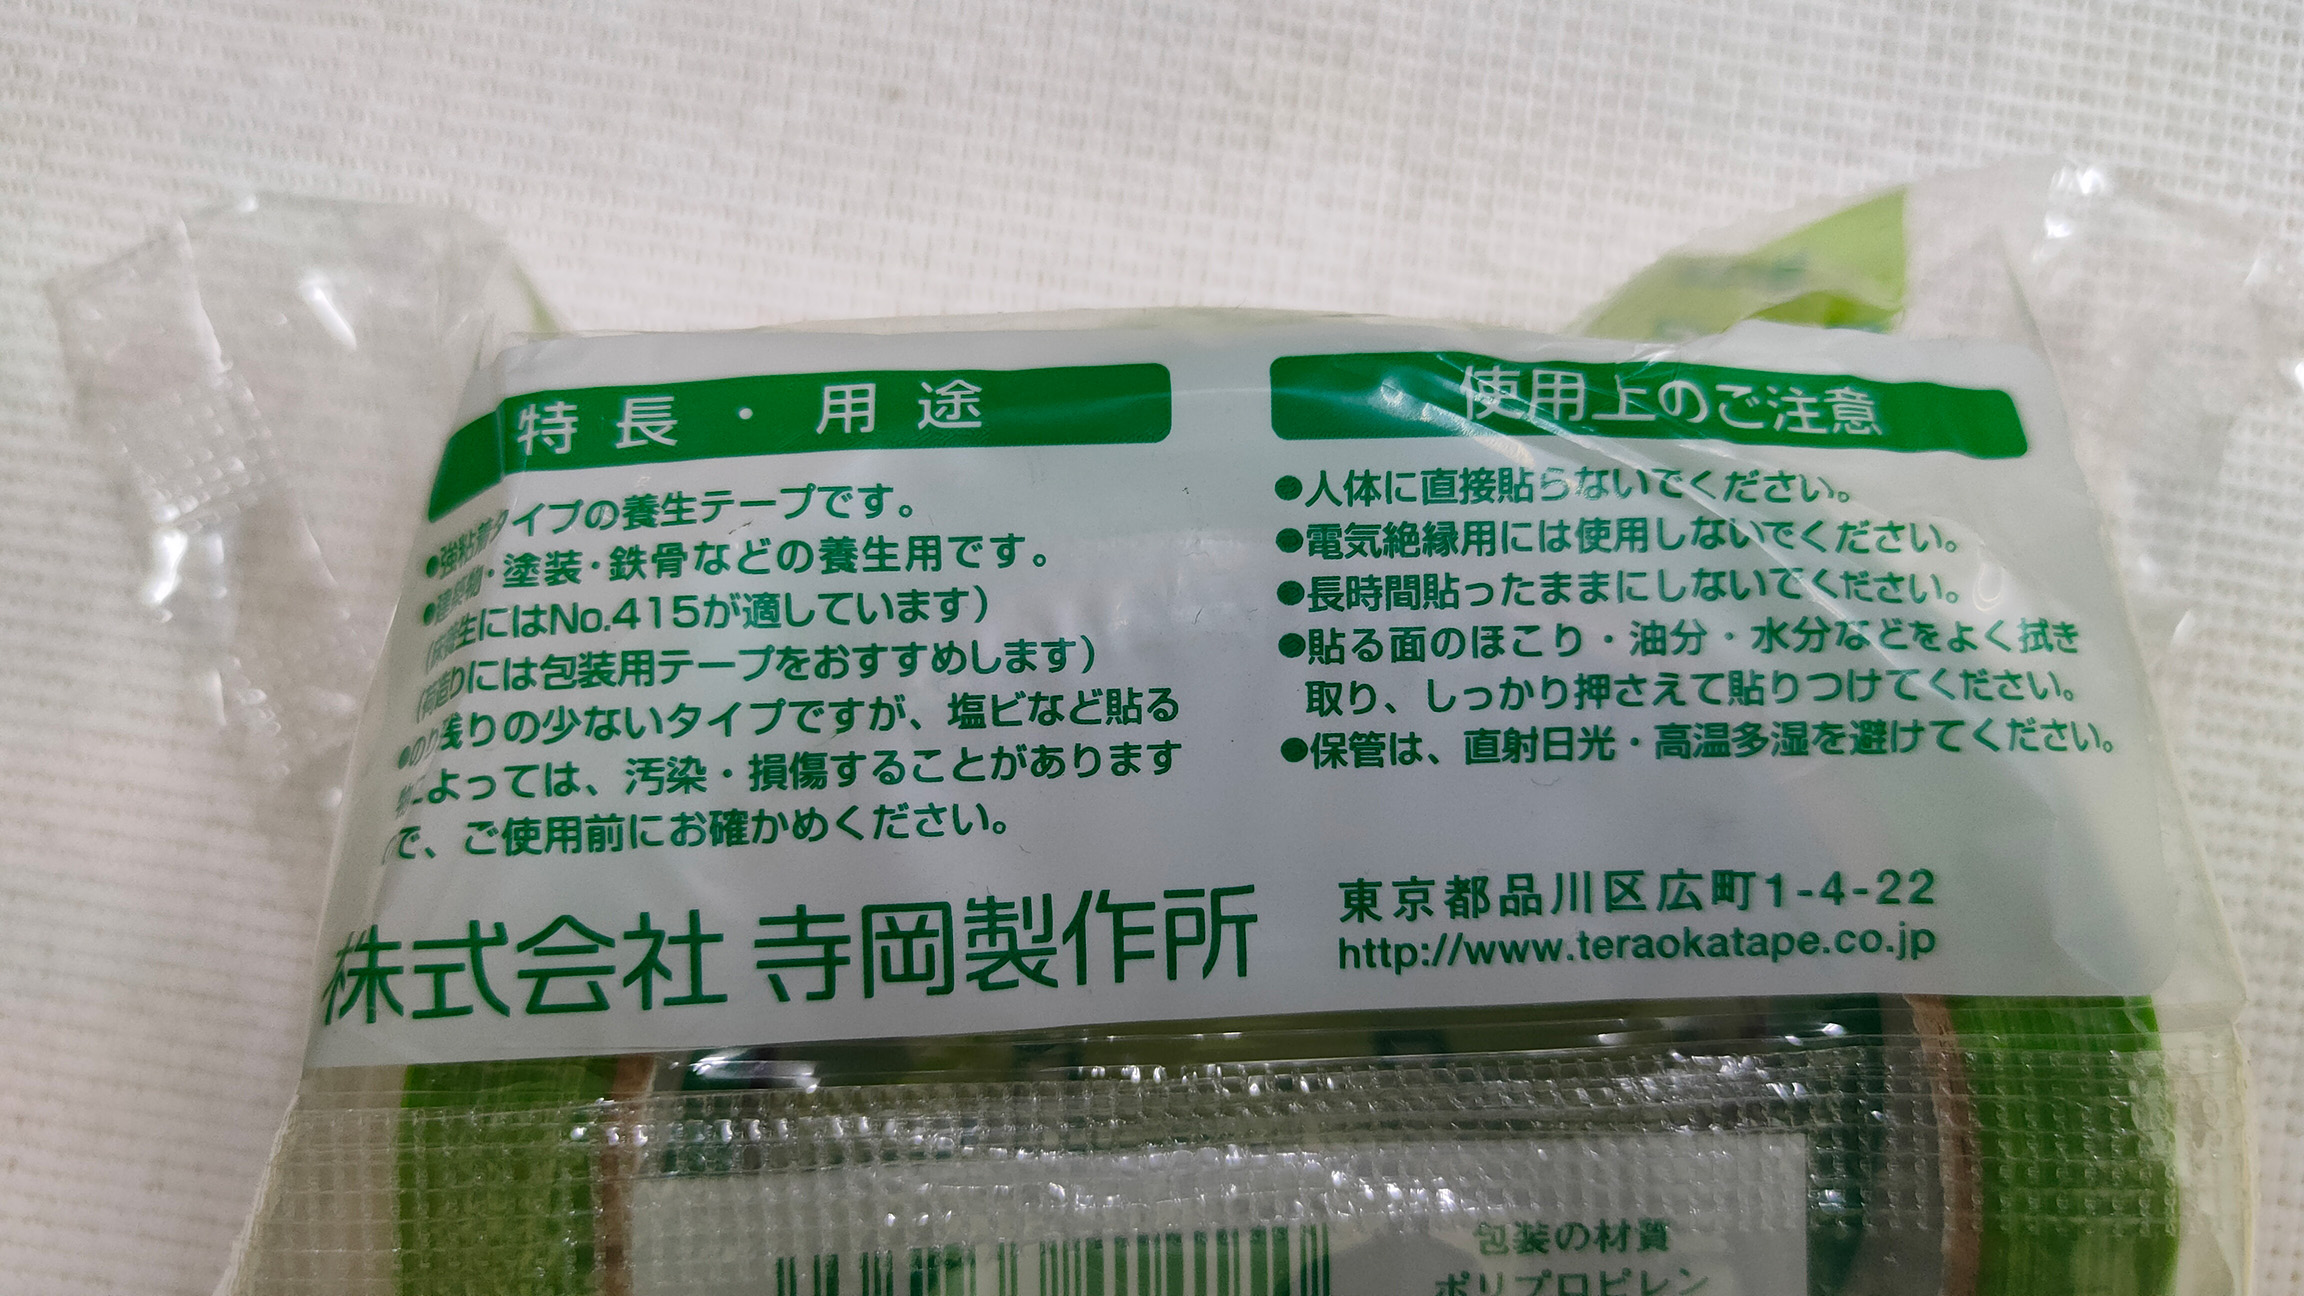 特長・用途
●強粘着タイプの養生テープです。
●建築物・塗装・鉄骨などの養生用です。
(床養生にはNo.415が適しています)
(荷造りには包装用テープをおすすめします)
●のり残りの少ないタイプですが、塩ビなど貼る
物によっては、汚染・損傷することがあります
ので、ご使用前にお確かめください。
使用上のご注意
●人体に直接貼らないでください。
●電気絶縁用には使用しないでください。
●長時間貼ったままにしないでください。
●貼る面のほこり・油分・水分などをよく拭き
取り、しっかり押さえて貼りつけてください。
●保管は、直射日光・高温多湿を避けてください。
株式会社 寺岡製作所
東京都品川区広町1-4-22
http://www.teraokatape.co.jp
包装の材質
ポリプロピレン